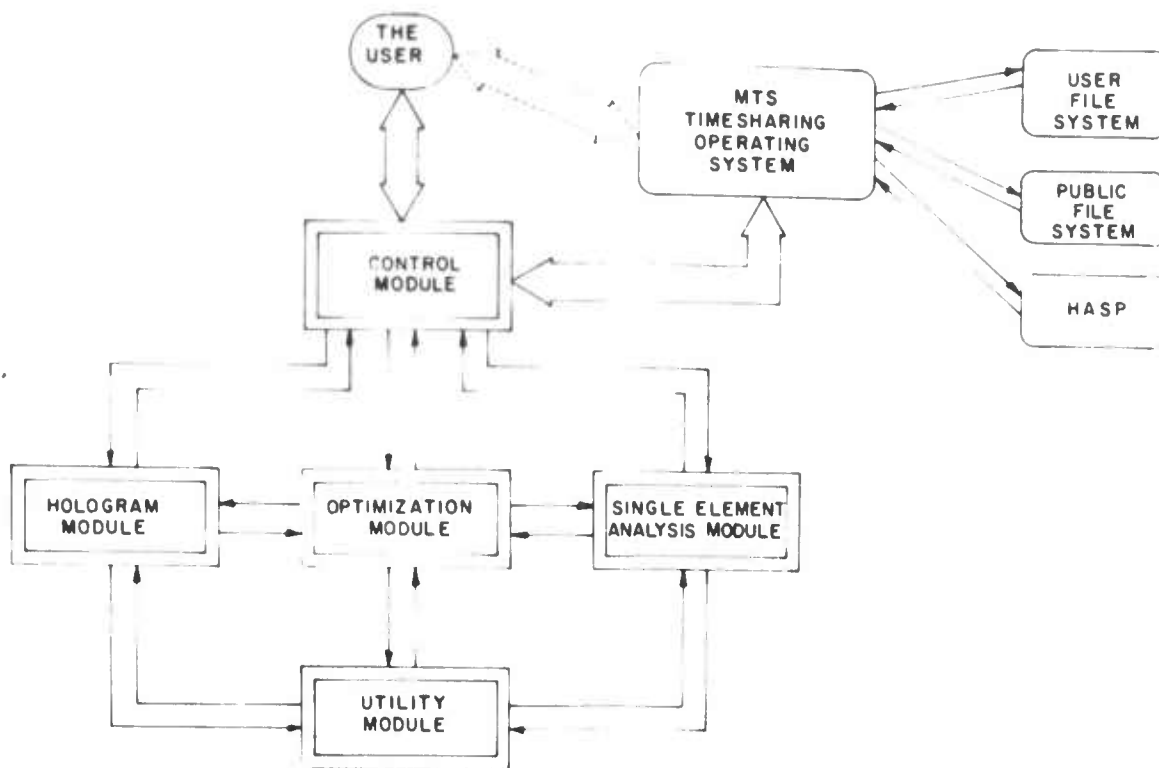 THE
USER
MTS
TIMESHARING
OPERATING
SYSTEM
USER
FILE
SYSTEM
PUBLIC
FILE
SYSTEM
HASP
CONTROL
MODULE
HOLOGRAM
MODULE
OPTIMIZATION
MODULE
SINGLE ELEMENT
ANALYSIS MODULE
UTILITY
MODULE